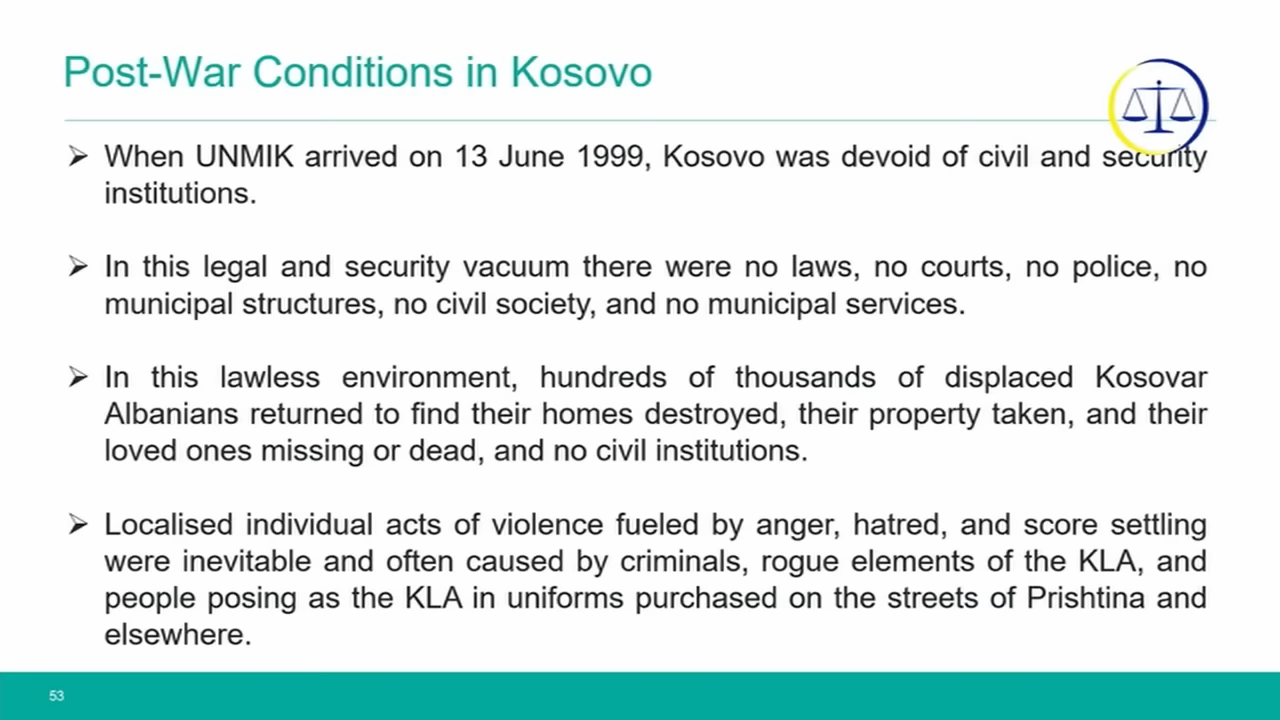 Post-War Conditions in Kosovo
➢ When UNMIK arrived on 13 June 1999, Kosovo was devoid of civil and security
institutions.
➢ In this legal and security vacuum there were no laws, no courts, no police, no
municipal structures, no civil society, and no municipal services.
➢ In this lawless environment, hundreds of thousands of displaced Kosovar
Albanians returned to find their homes destroyed, their property taken, and their
loved ones missing or dead, and no civil institutions.
➢ Localised individual acts of violence fueled by anger, hatred, and score settling
were inevitable and often caused by criminals, rogue elements of the KLA, and
people posing as the KLA in uniforms purchased on the streets of Prishtina and
elsewhere.
53